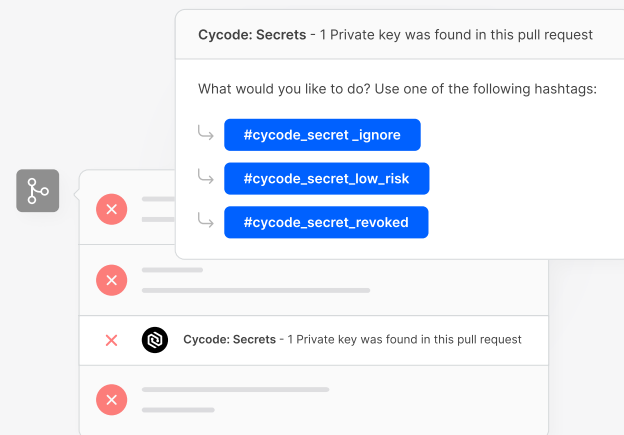 Cycode: Secrets - 1 Private key was found in this pull request
What would you like to do? Use one of the following hashtags:
#cycode_secret _ignore
#cycode_secret_low_risk
#cycode_secret_revoked
Cycode: Secrets - 1 Private key was found in this pull request